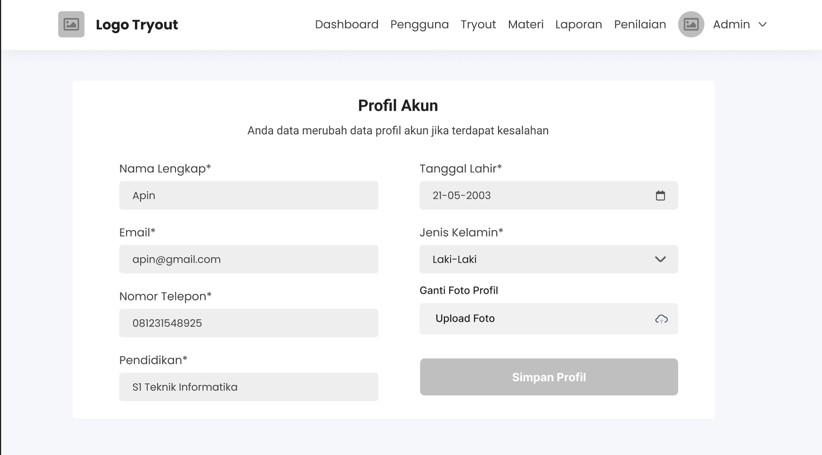 Logo Tryout
Dashboard Pengguna Tryout Materi Laporan Penilaian Admin
Profil Akun
Anda data merubah data profil akun jika terdapat kesalahan
Nama Lengkap*
Apin
Email*
apin@gmail.com
Nomor Telepon*
081231548925
Pendidikan*
S1 Teknik Informatika
Tanggal Lahir*
21-05-2003
Jenis Kelamin*
Laki-Laki
Ganti Foto Profil
Upload Foto
Simpan Profil